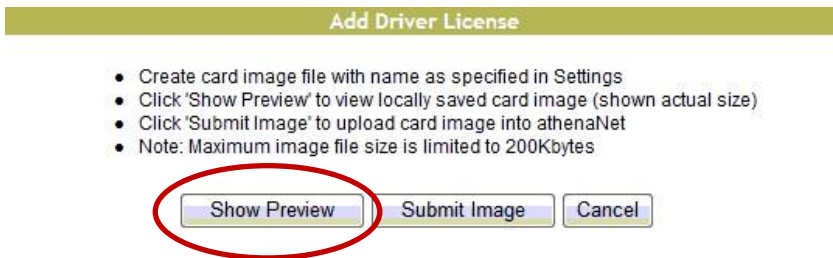 Add Driver License
• Create card image file with name as specified in Settings
• Click 'Show Preview' to view locally saved card image (shown actual size)
• Click 'Submit Image' to upload card image into athenaNet
• Note: Maximum image file size is limited to 200Kbytes
Show Preview Submit Image Cancel